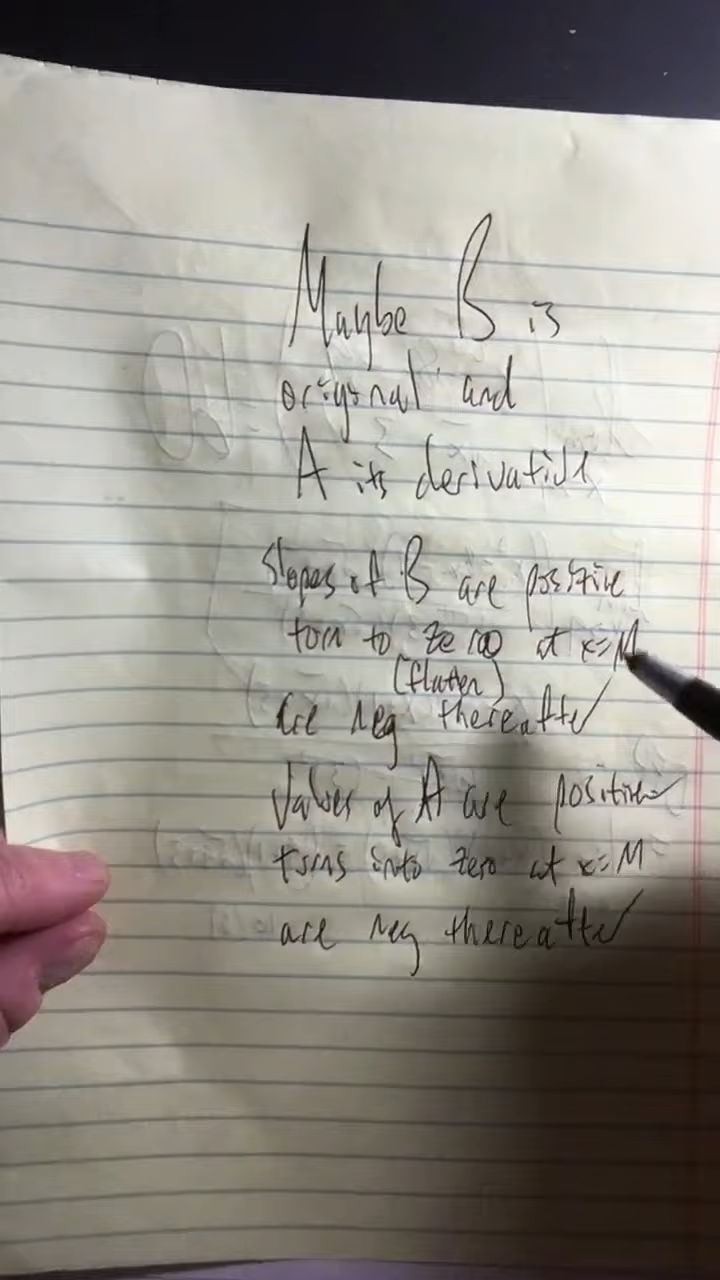 Maybe B is
original and
A its derivative
Slopes of B are positive
turn to zero at x=M
(flatten)
are neg thereafter
Values of A are positive
turns into zero at x=M
are neg thereafter